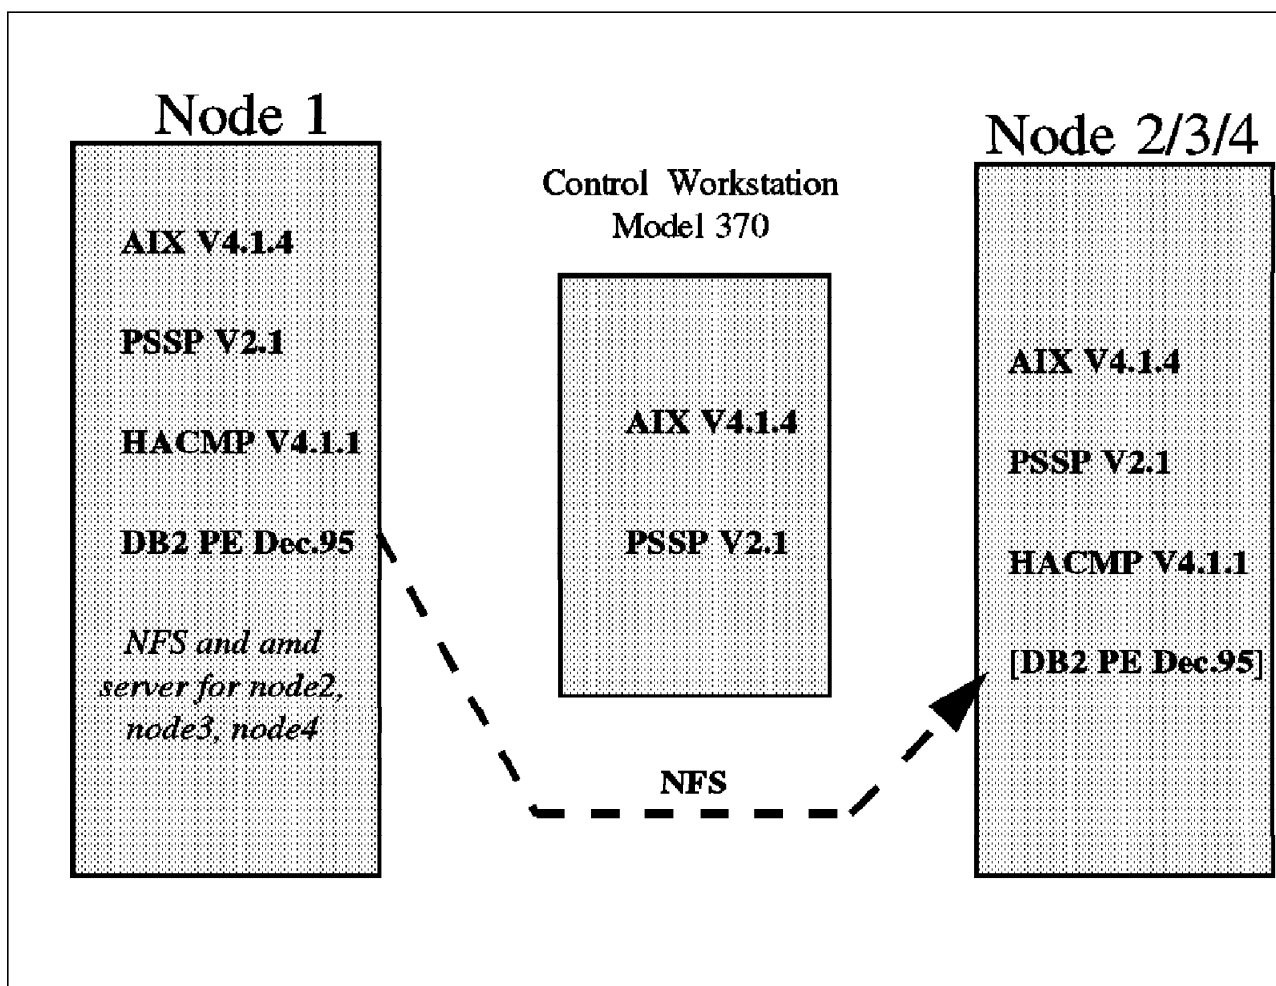 Node 1
AIX V4.1.4
PSSP V2.1
HACMP V4.1.1
DB2 PE Dec.95
NFS and amd
server for node2,
node3, node4
Control Workstation
Model 370
AIX V4.1.4
PSSP V2.1
NFS
Node 2/3/4
AIX V4.1.4
PSSP V2.1
HACMP V4.1.1
[DB2 PE Dec.95]